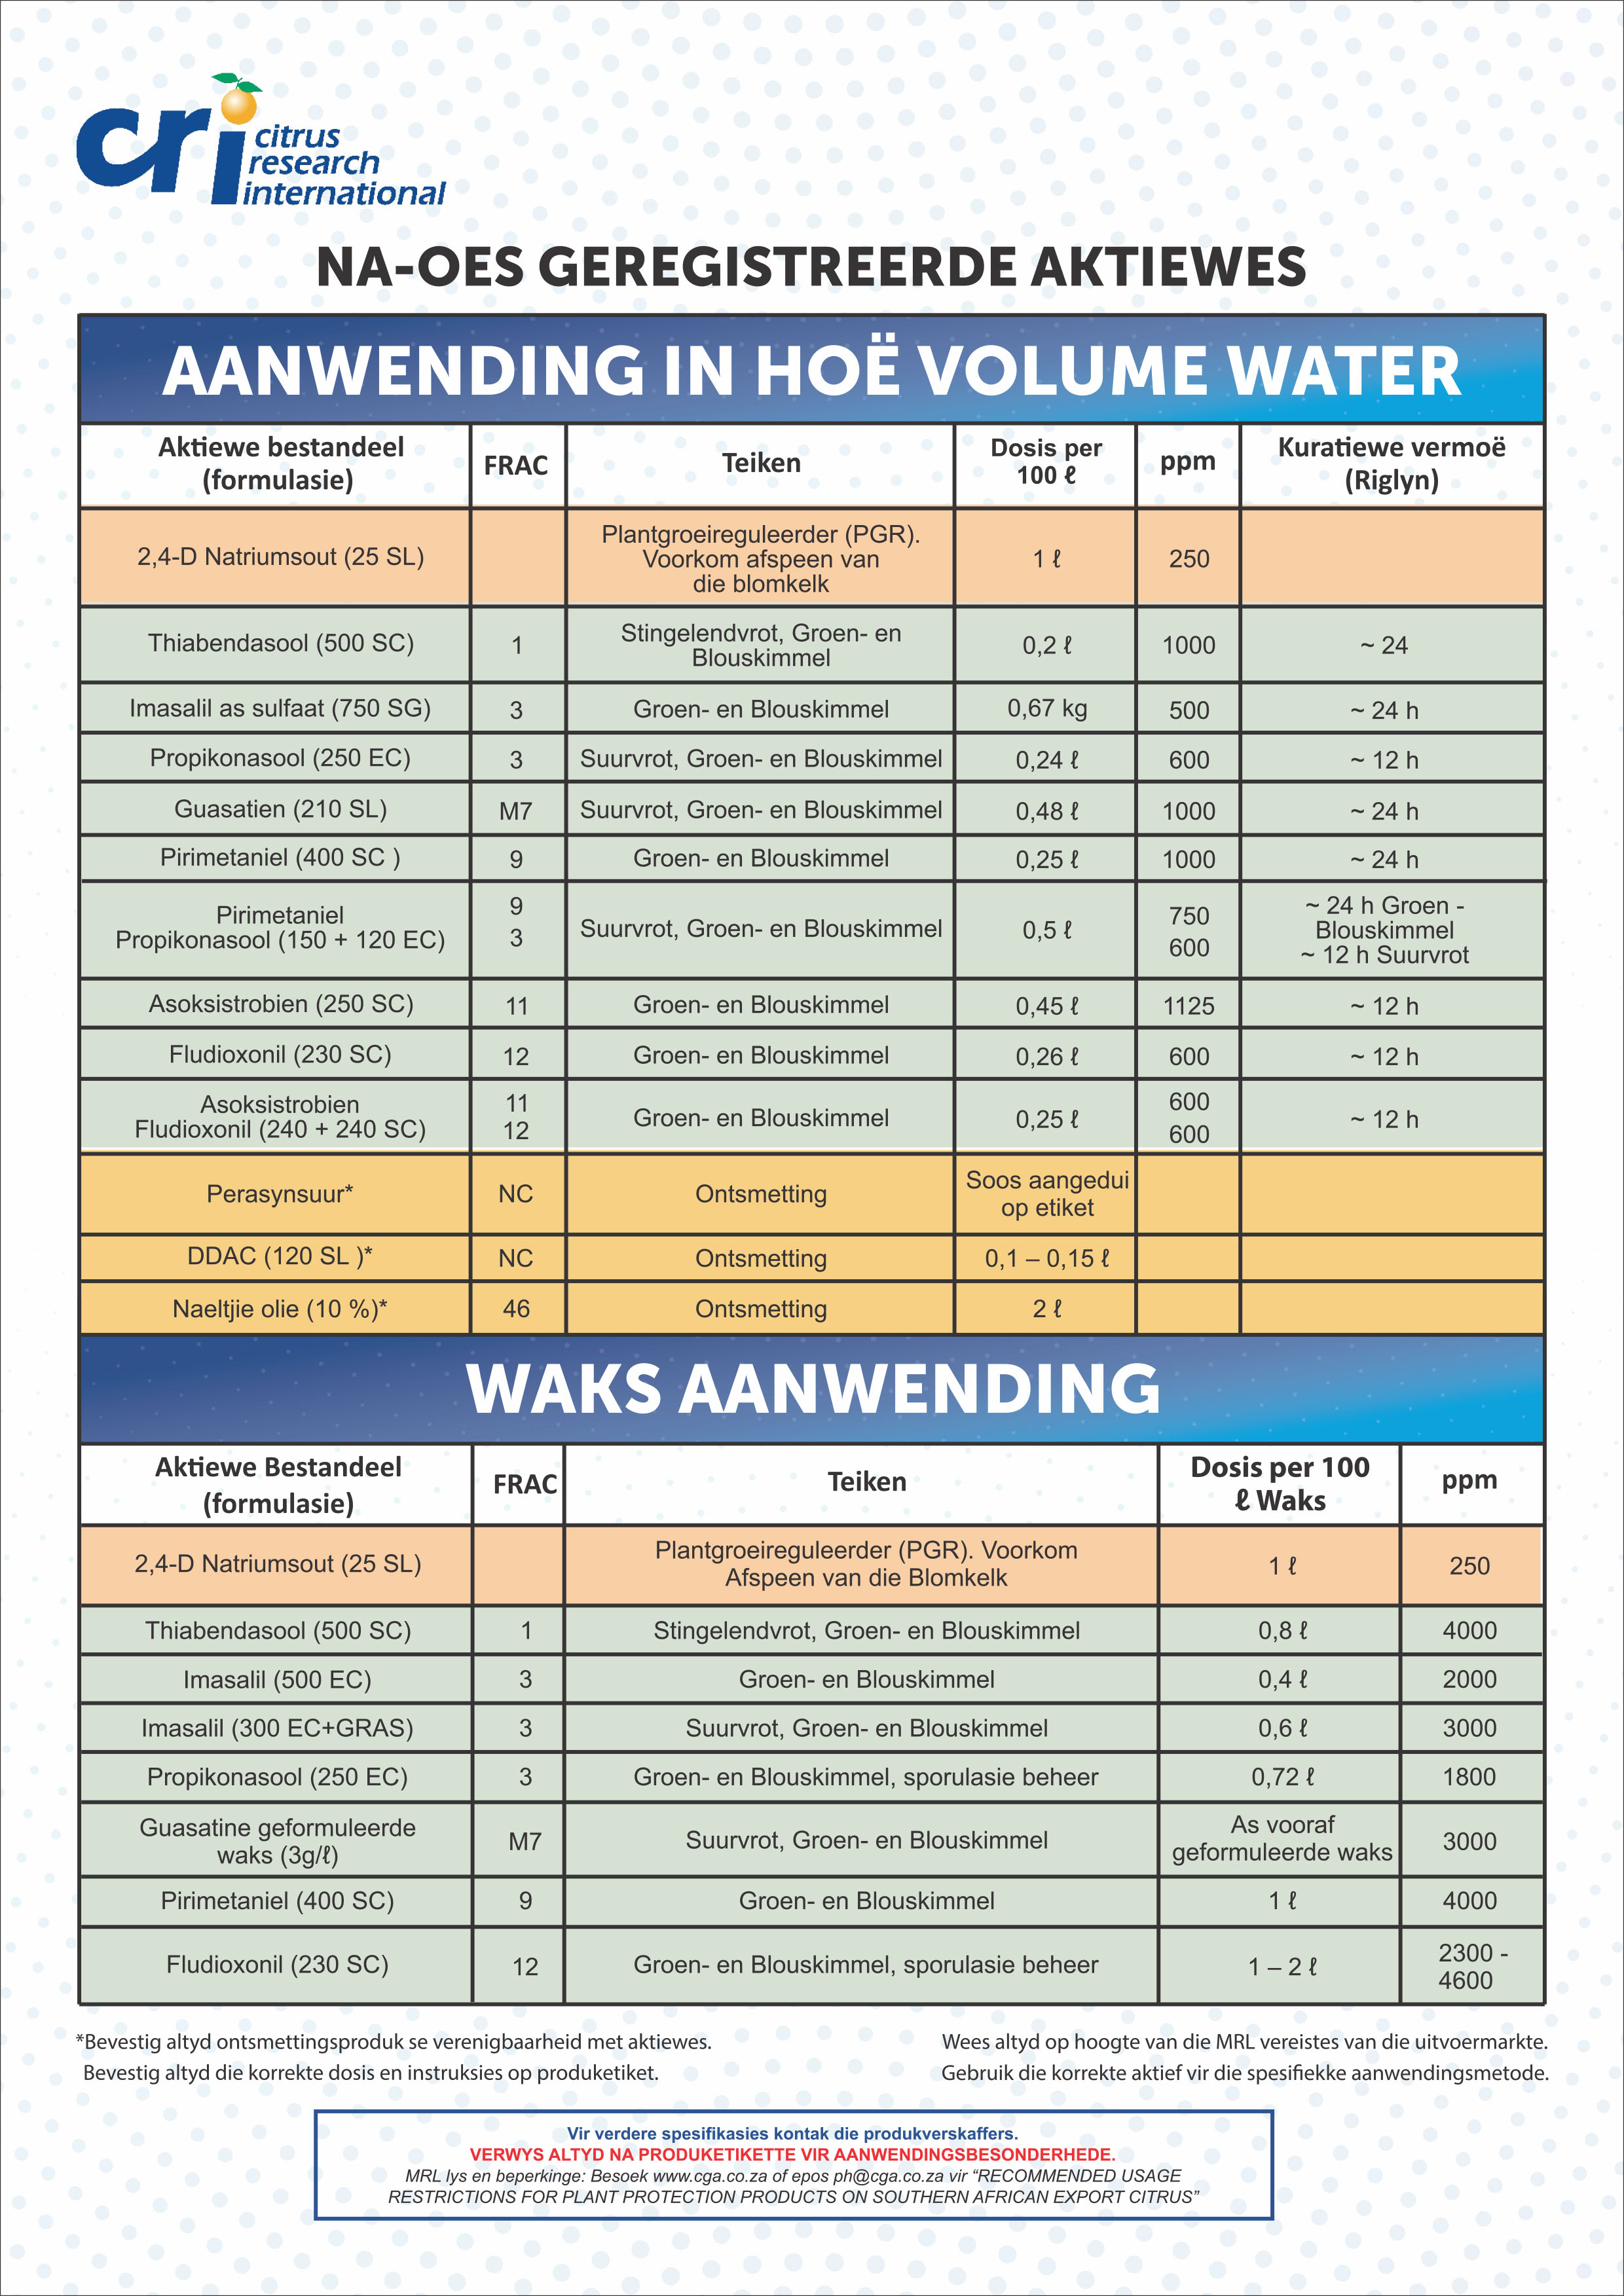 cri citrus
research
international
NA-OES GEREGISTREERDE AKTIEWES
AANWENDING IN HOË VOLUME WATER
Aktiewe bestandeel
(formulasie)
FRAC
Teiken
Dosis per
100 ℓ
ppm
Kuratiewe vermoë
(Riglyn)
2,4-D Natriumsout (25 SL)
Plantgroeireguleerder (PGR).
Voorkom afspeen van
die blomkelk
1 ℓ
250
Thiabendasool (500 SC)
1
Stingelendvrot, Groen- en
Blouskimmel
0,2 ℓ
1000
~ 24
Imasalil as sulfaat (750 SG)
3
Groen- en Blouskimmel
0,67 kg
500
~ 24 h
Propikonasool (250 EC)
3
Suurvrot, Groen- en Blouskimmel
0,24 ℓ
600
~ 12 h
Guasatien (210 SL)
M7
Suurvrot, Groen- en Blouskimmel
0,48 ℓ
1000
~ 24 h
Pirimetaniel (400 SC )
9
Groen- en Blouskimmel
0,25 ℓ
1000
~ 24 h
Pirimetaniel
Propikonasool (150 + 120 EC)
9
3
Suurvrot, Groen- en Blouskimmel
0,5 ℓ
750
600
~ 24 h Groen -
Blouskimmel
~ 12 h Suurvrot
Asoksistrobien (250 SC)
11
Groen- en Blouskimmel
0,45 ℓ
1125
~ 12 h
Fludioxonil (230 SC)
12
Groen- en Blouskimmel
0,26 ℓ
600
~ 12 h
Asoksistrobien
Fludioxonil (240 + 240 SC)
11
12
Groen- en Blouskimmel
0,25 ℓ
600
600
~ 12 h
Perasynsuur*
NC
Ontsmetting
Soos aangedui
op etiket
DDAC (120 SL )*
NC
Ontsmetting
0,1 – 0,15 ℓ
Naeltjie olie (10 %)*
46
Ontsmetting
2 ℓ
WAKS AANWENDING
Aktiewe Bestandeel
(formulasie)
FRAC
Teiken
Dosis per 100
ℓ Waks
ppm
2,4-D Natriumsout (25 SL)
Plantgroeireguleerder (PGR). Voorkom
Afspeen van die Blomkelk
1 ℓ
250
Thiabendasool (500 SC)
1
Stingelendvrot, Groen- en Blouskimmel
0,8 ℓ
4000
Imasalil (500 EC)
3
Groen- en Blouskimmel
0,4 ℓ
2000
Imasalil (300 EC+GRAS)
3
Suurvrot, Groen- en Blouskimmel
0,6 ℓ
3000
Propikonasool (250 EC)
3
Groen- en Blouskimmel, sporulasie beheer
0,72 ℓ
1800
Guasatine geformuleerde
waks (3g/ℓ)
M7
Suurvrot, Groen- en Blouskimmel
As vooraf
geformuleerde waks
3000
Pirimetaniel (400 SC)
9
Groen- en Blouskimmel
1 ℓ
4000
Fludioxonil (230 SC)
12
Groen- en Blouskimmel, sporulasie beheer
1 – 2 ℓ
2300 -
4600
*Bevestig altyd ontsmettingsproduk se verenigbaarheid met aktiewes.
Bevestig altyd die korrekte dosis en instruksies op produketiket.
Wees altyd op hoogte van die MRL vereistes van die uitvoermarkte.
Gebruik die korrekte aktief vir die spesifiekke aanwendingsmetode.
Vir verdere spesifikasies kontak die produkverskaffers.
VERWYS ALTYD NA PRODUKETIKETTE VIR AANWENDINGSBESONDERHEDE.
MRL lys en beperkinge: Besoek www.cga.co.za of epos ph@cga.co.za vir “RECOMMENDED USAGE
RESTRICTIONS FOR PLANT PROTECTION PRODUCTS ON SOUTHERN AFRICAN EXPORT CITRUS”